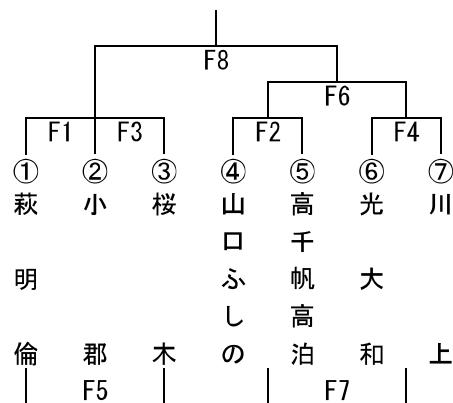 F8
F6
F1 F3 F2 F4
① ② ③ ④ ⑤ ⑥ ⑦
萩明倫
小郡
桜木
山口ふしの
高千帆高泊
光大和
川上
F5 F7